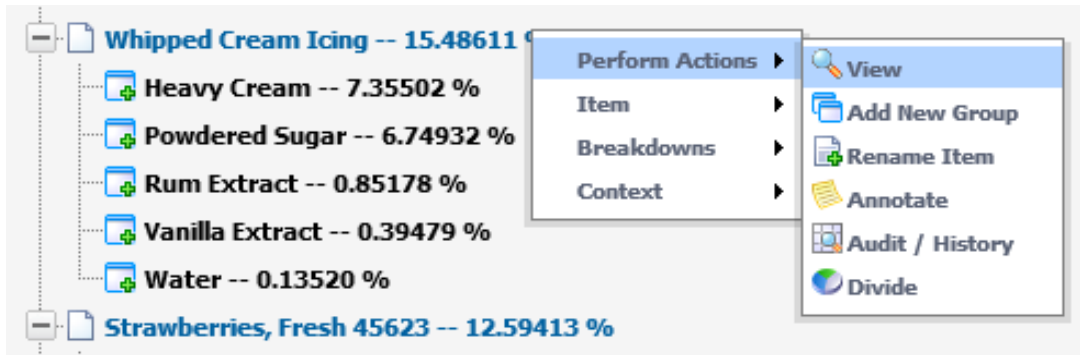 Whipped Cream Icing -- 15.48611
Heavy Cream -- 7.35502 %
Powdered Sugar -- 6.74932 %
Rum Extract -- 0.85178 %
Vanilla Extract -- 0.39479 %
Water -- 0.13520 %
Strawberries, Fresh 45623 -- 12.59413 %
Perform Actions
Item
Breakdowns
Context
View
Add New Group
Rename Item
Annotate
Audit / History
Divide